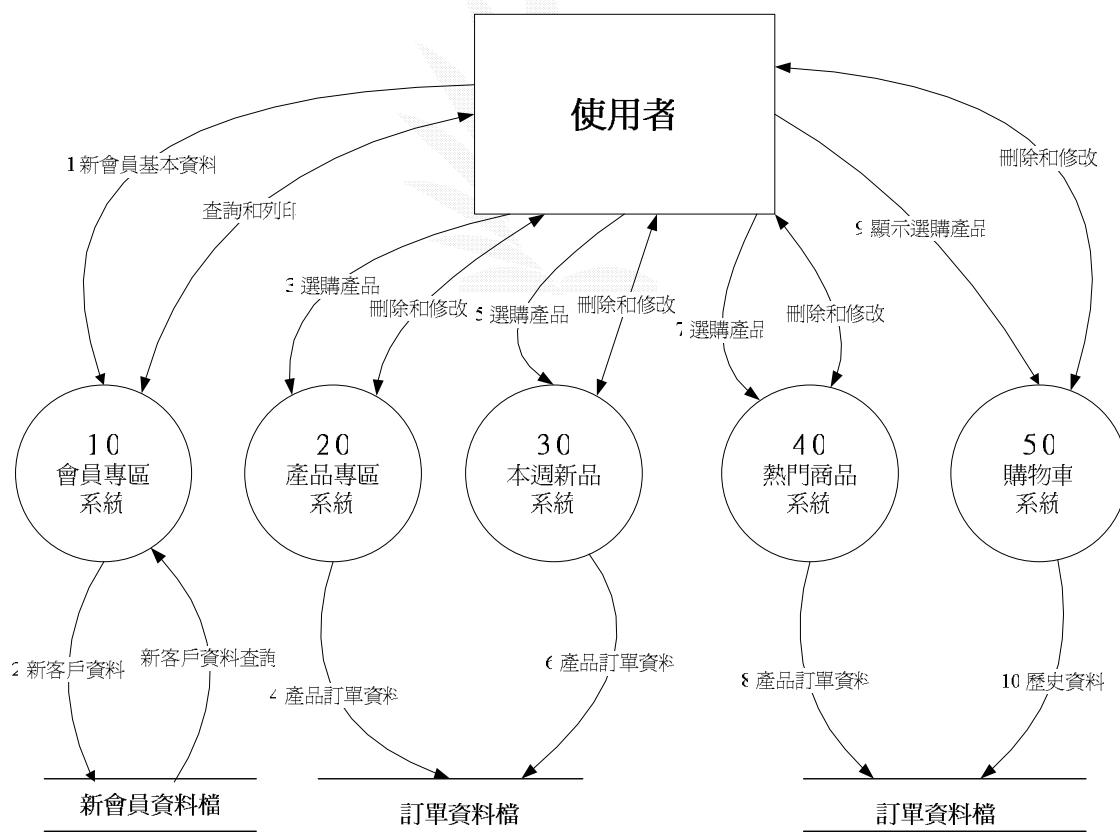 使用者
1 新會員基本資料
查詢和列印
刪除和修改
9 顯示選購產品
3 選購產品
刪除和修改
5 選購產品
刪除和修改
7 選購產品
刪除和修改
10
會員專區
系統
20
產品專區
系統
30
本週新品
系統
40
熱門商品
系統
50
購物車
系統
2 新客戶資料
新客戶資料查詢
4 產品訂單資料
6 產品訂單資料
8 產品訂單資料
10 歷史資料
新會員資料檔
訂單資料檔
訂單資料檔